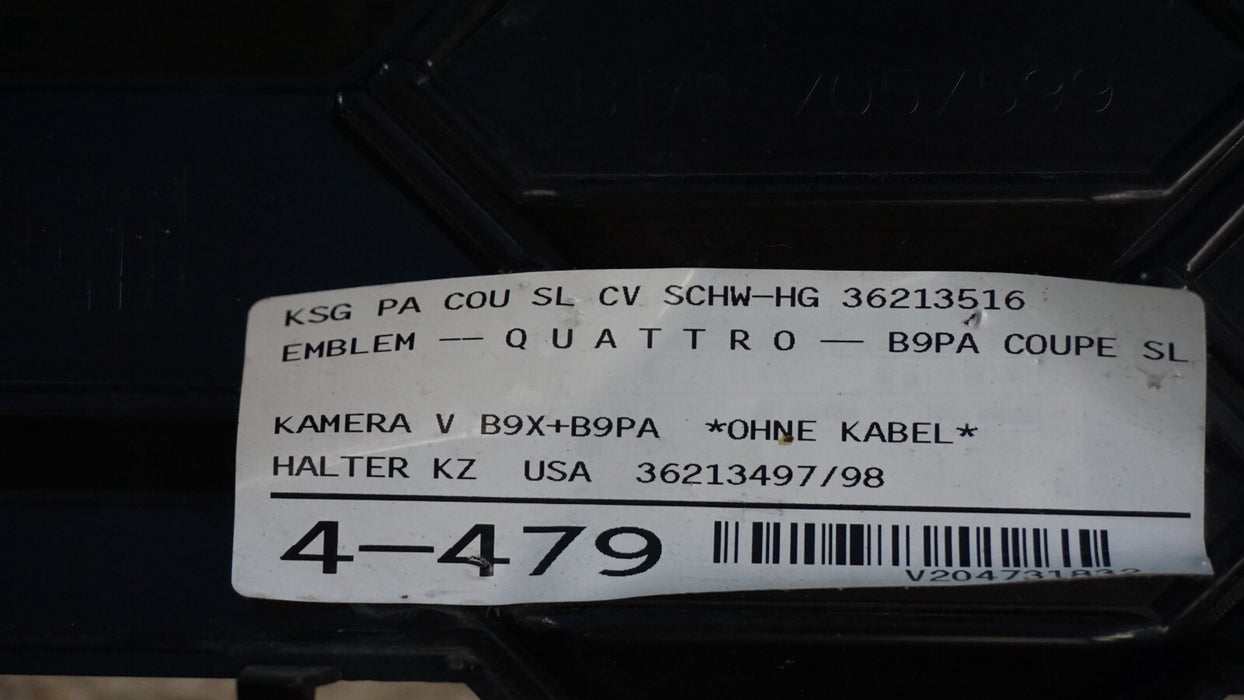 7057599
KSG PA COU SL CV SCHW-HG 36213516
EMBLEM -- Q U A T T R O — B9PA COUPE SL
KAMERA V B9X+B9PA *OHNE KABEL*
HALTER KZ USA 36213497/98
4-479